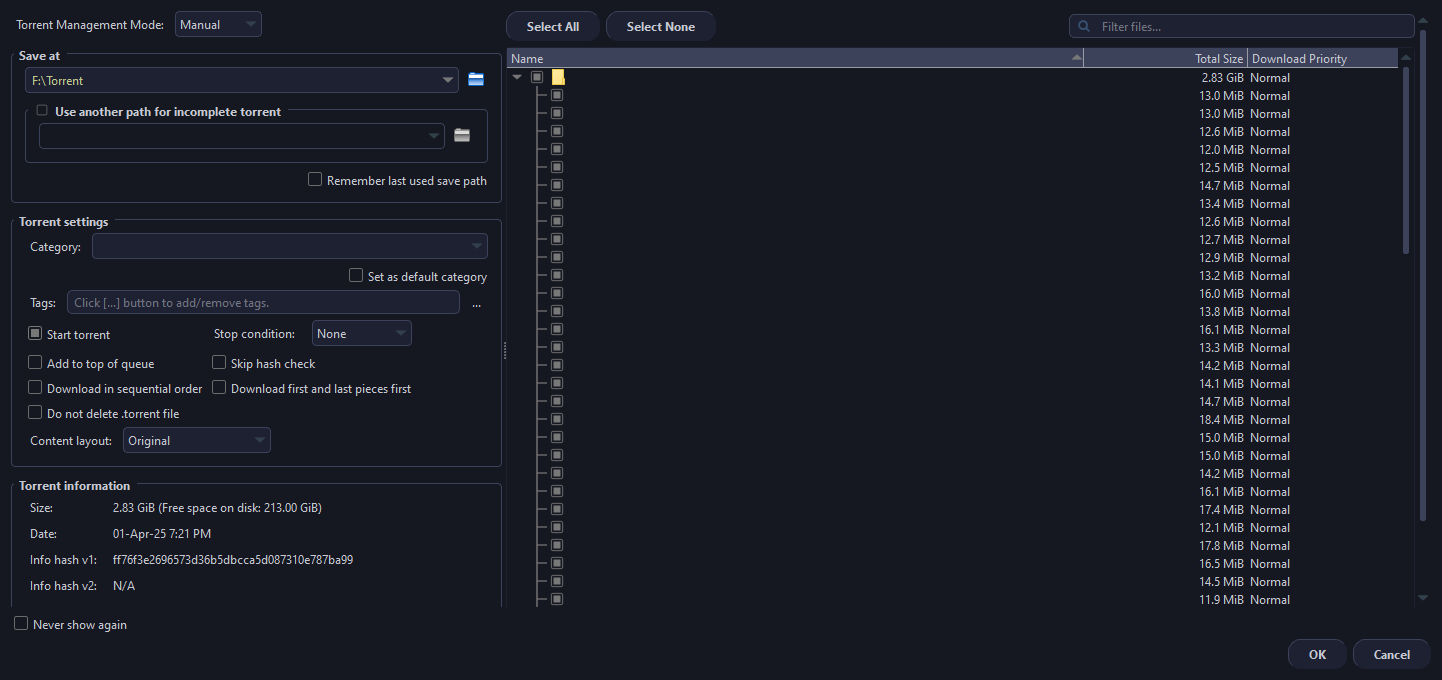 Torrent Management Mode: Manual
Save at
F:\Torrent
Use another path for incomplete torrent
Remember last used save path
Torrent settings
Category:
Set as default category
Tags: Click [...] button to add/remove tags. ...
Start torrent Stop condition: None
Add to top of queue Skip hash check
Download in sequential order Download first and last pieces first
Do not delete .torrent file
Content layout: Original
Torrent information
Size: 2.83 GiB (Free space on disk: 213.00 GiB)
Date: 01-Apr-25 7:21 PM
Info hash v1: ff76f3e2696573d36b5dbcca5d087310e787ba99
Info hash v2: N/A
Never show again
Select All Select None Filter files...
Name Total Size Download Priority
2.83 GiB Normal
13.0 MiB Normal
13.0 MiB Normal
12.6 MiB Normal
12.0 MiB Normal
12.5 MiB Normal
14.7 MiB Normal
13.4 MiB Normal
12.6 MiB Normal
12.7 MiB Normal
12.9 MiB Normal
13.2 MiB Normal
16.0 MiB Normal
13.8 MiB Normal
16.1 MiB Normal
13.3 MiB Normal
14.2 MiB Normal
14.1 MiB Normal
14.7 MiB Normal
18.4 MiB Normal
15.0 MiB Normal
15.0 MiB Normal
14.2 MiB Normal
16.1 MiB Normal
17.4 MiB Normal
12.1 MiB Normal
17.8 MiB Normal
16.5 MiB Normal
14.5 MiB Normal
11.9 MiB Normal
OK Cancel